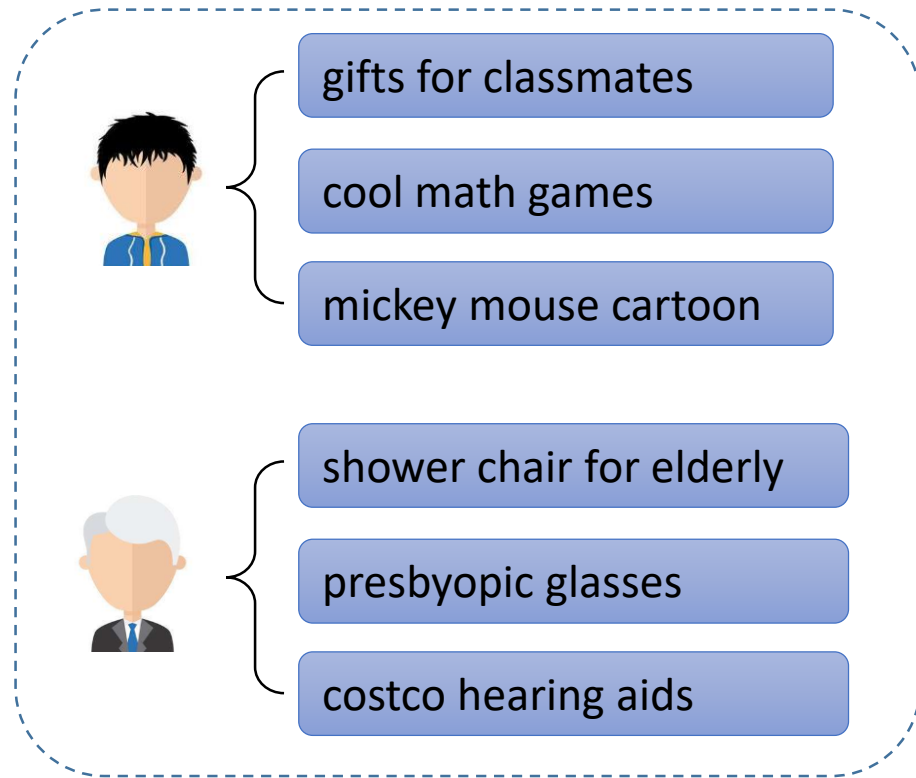 gifts for classmates
cool math games
mickey mouse cartoon
shower chair for elderly
presbyopic glasses
costco hearing aids